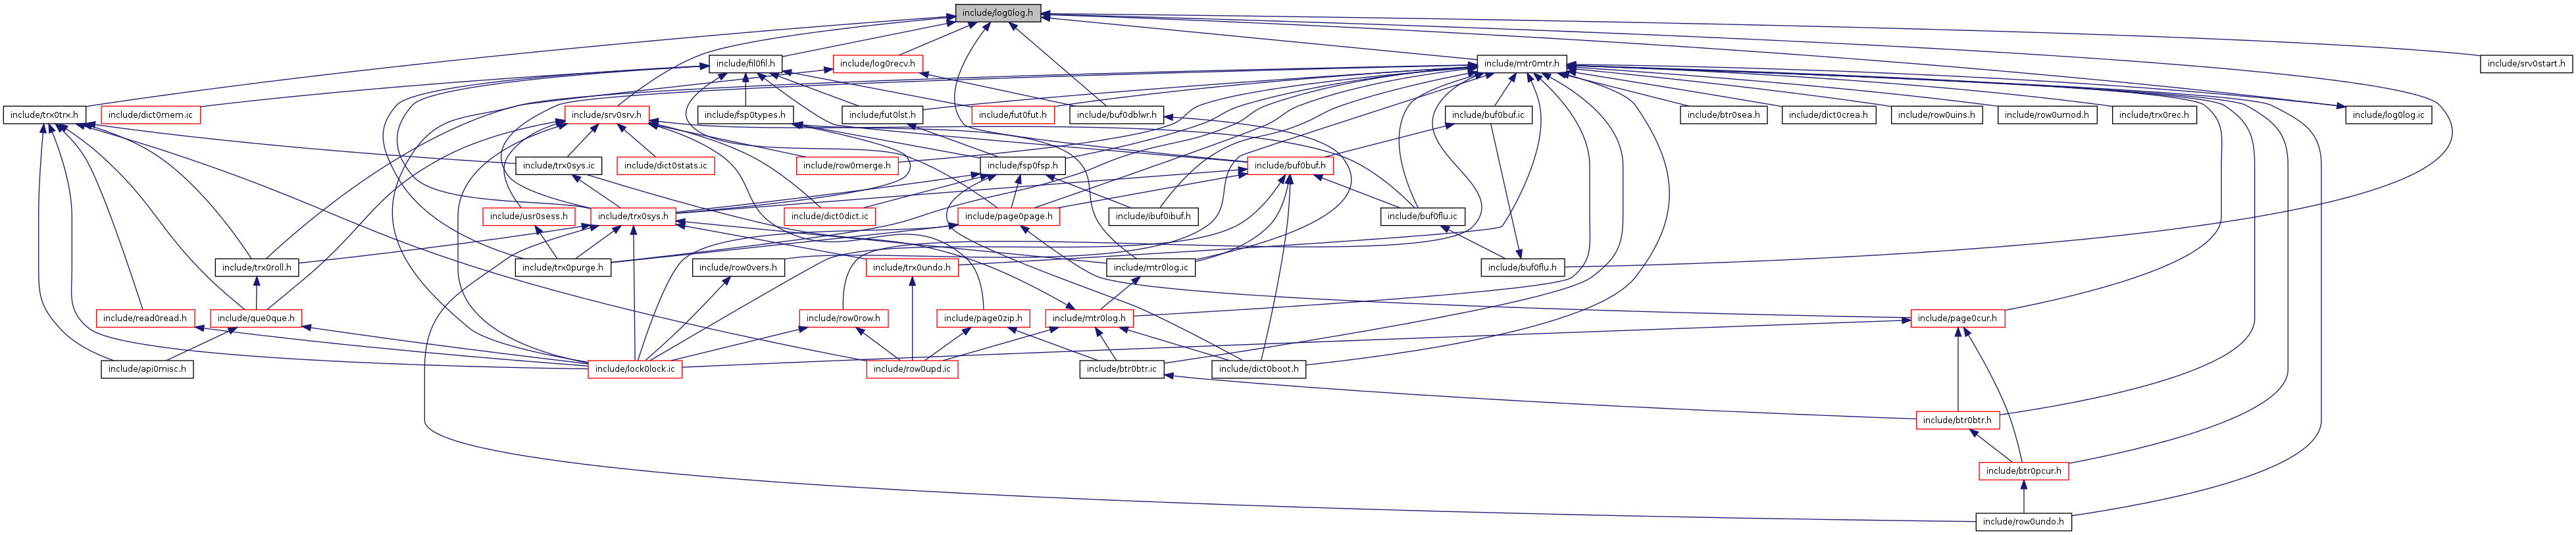 include/log0log.h
include/fil0fil.h
include/log0recv.h
include/mtr0mtr.h
include/srv0start.h
include/trx0trx.h
include/dict0mem.ic
include/srv0srv.h
include/fsp0types.h
include/fut0lst.h
include/fut0fut.h
include/buf0dblwr.h
include/buf0buf.ic
include/btr0sea.h
include/dict0crea.h
include/row0uins.h
include/row0umod.h
include/trx0rec.h
include/log0log.ic
include/trx0sys.ic
include/dict0stats.ic
include/row0merge.h
include/fsp0fsp.h
include/buf0buf.h
include/usr0sess.h
include/trx0sys.h
include/dict0dict.ic
include/page0page.h
include/ibuf0ibuf.h
include/buf0flu.ic
include/trx0roll.h
include/trx0purge.h
include/row0vers.h
include/trx0undo.h
include/mtr0log.ic
include/buf0flu.h
include/read0read.h
include/que0que.h
include/row0row.h
include/page0zip.h
include/mtr0log.h
include/page0cur.h
include/api0misc.h
include/lock0lock.ic
include/row0upd.ic
include/btr0btr.ic
include/dict0boot.h
include/btr0btr.h
include/btr0pcur.h
include/row0undo.h